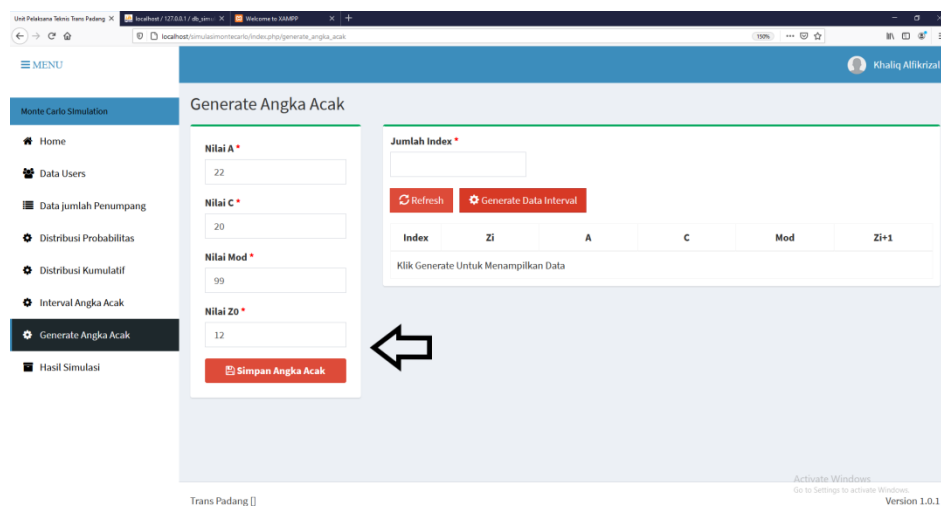 Unit Pelaksana Teknis Trans Padang
localhost / 127.0.0.1 / db_simu
Welcome to XAMPP
localhost/simulasimontecarlo/index.php/generate_angka_acak
150%
MENU
Khaliq Alfikrizal
Monte Carlo SImulation
Home
Data Users
Data jumlah Penumpang
Distribusi Probabilitas
Distribusi Kumulatif
Interval Angka Acak
Generate Angka Acak
Hasil Simulasi
Generate Angka Acak
Nilai A *
22
Nilai C *
20
Nilai Mod *
99
Nilai Z0 *
12
Simpan Angka Acak
Jumlah Index *
Refresh Generate Data Interval
Index Zi A C Mod Zi+1
Klik Generate Untuk Menampilkan Data
Activate Windows
Go to Settings to activate Windows.
Trans Padang [] Version 1.0.1